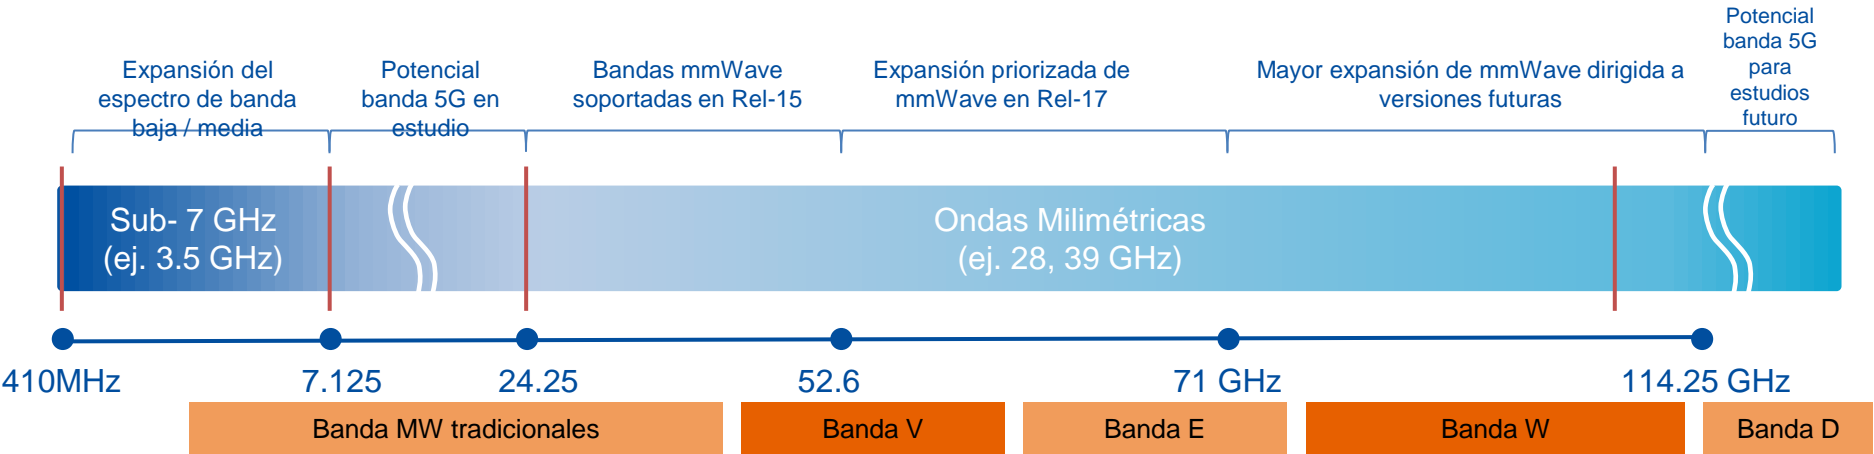 Expansión del
espectro de banda
baja / media
Potencial
banda 5G en
estudio
Bandas mmWave
soportadas en Rel-15
Expansión priorizada de
mmWave en Rel-17
Mayor expansión de mmWave dirigida a
versiones futuras
Potencial
banda 5G
para
estudios
futuro
Sub- 7 GHz
(ej. 3.5 GHz)
Ondas Milimétricas
(ej. 28, 39 GHz)
410MHz
7.125
24.25
52.6
71 GHz
114.25 GHz
Banda MW tradicionales
Banda V
Banda E
Banda W
Banda D